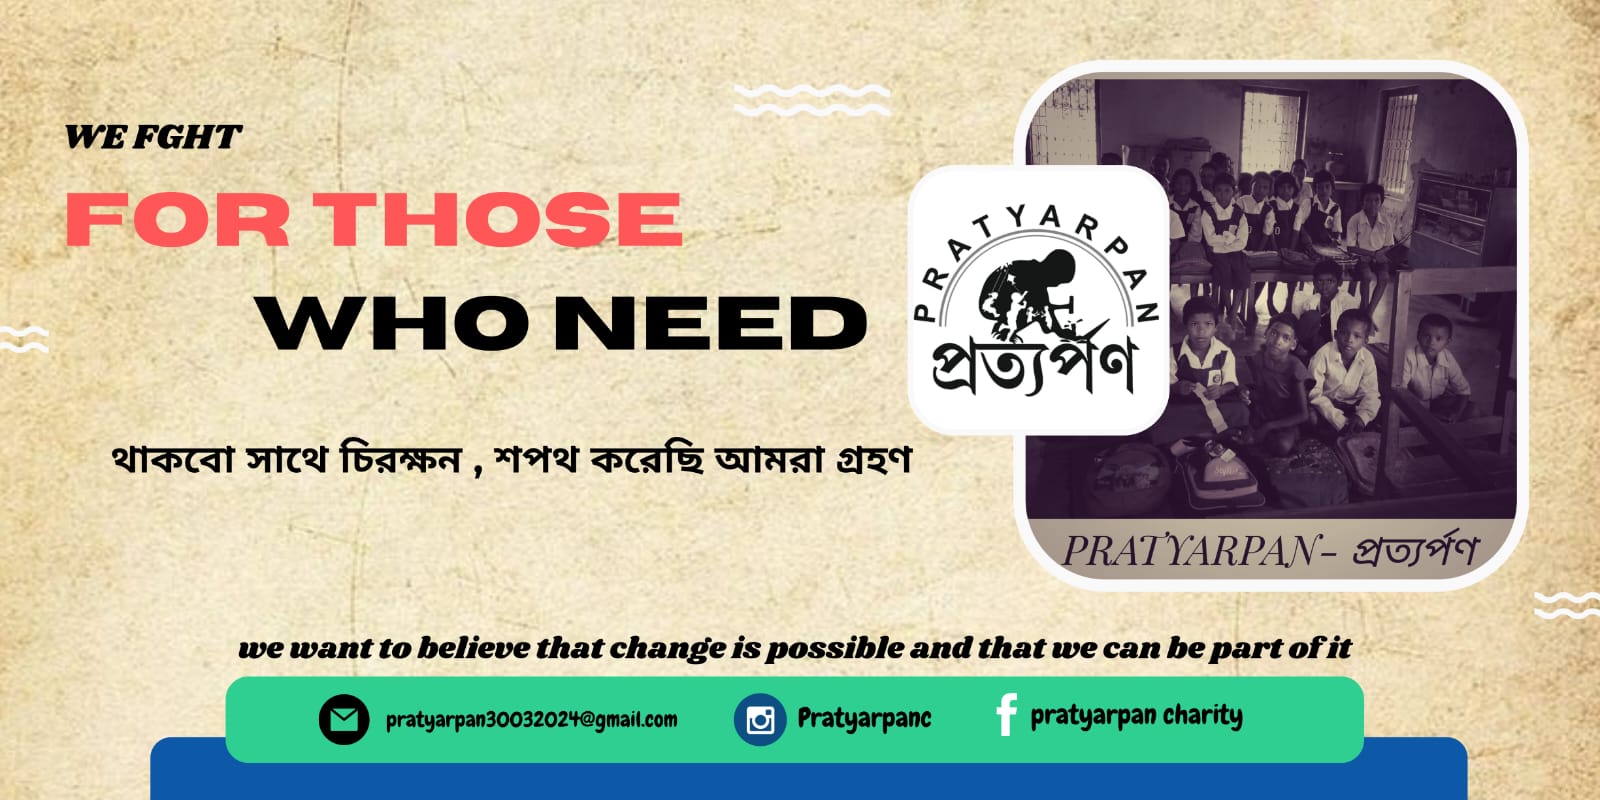 WE FGHT
FOR THOSE
WHO NEED
থাকবো সাথে চিরক্ষন , শপথ করেছি আমরা গ্রহণ
PRATYARPAN
প্রত্যর্পণ
PRATYARPAN- প্রত্যর্পণ
we want to believe that change is possible and that we can be part of it
pratyarpan30032024@gmail.com
Pratyarpanc
pratyarpan charity